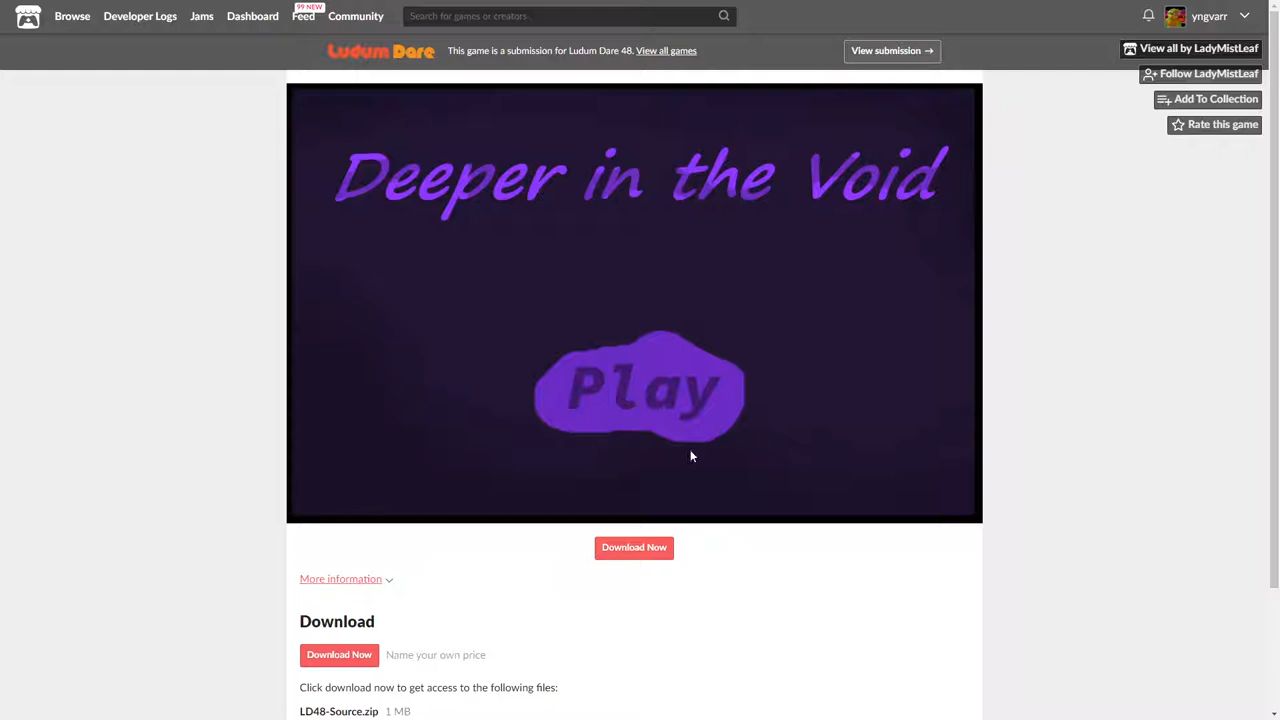 99 NEW
Browse Developer Logs Jams Dashboard Feed Community Search for games or creators yngvarr
Ludum Dare This game is a submission for Ludum Dare 48. View all games View submission →
View all by LadyMistLeaf
Follow LadyMistLeaf
Add To Collection
Rate this game
Deeper in the Void
Play
Download Now
More information
Download
Download Now Name your own price
Click download now to get access to the following files:
LD48-Source.zip 1 MB